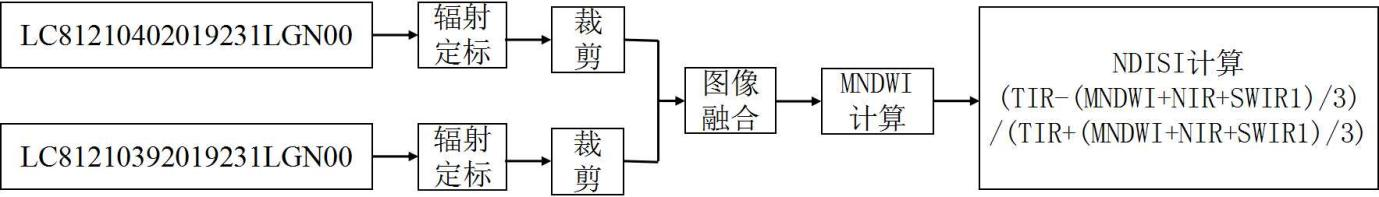 LC81210402019231LGN00
辐射
定标
裁
剪
LC81210392019231LGN00
辐射
定标
裁
剪
图像
融合
MNDWI
计算
NDISI计算
(TIR-(MNDWI+NIR+SWIR1)/3)
/(TIR+(MNDWI+NIR+SWIR1)/3)